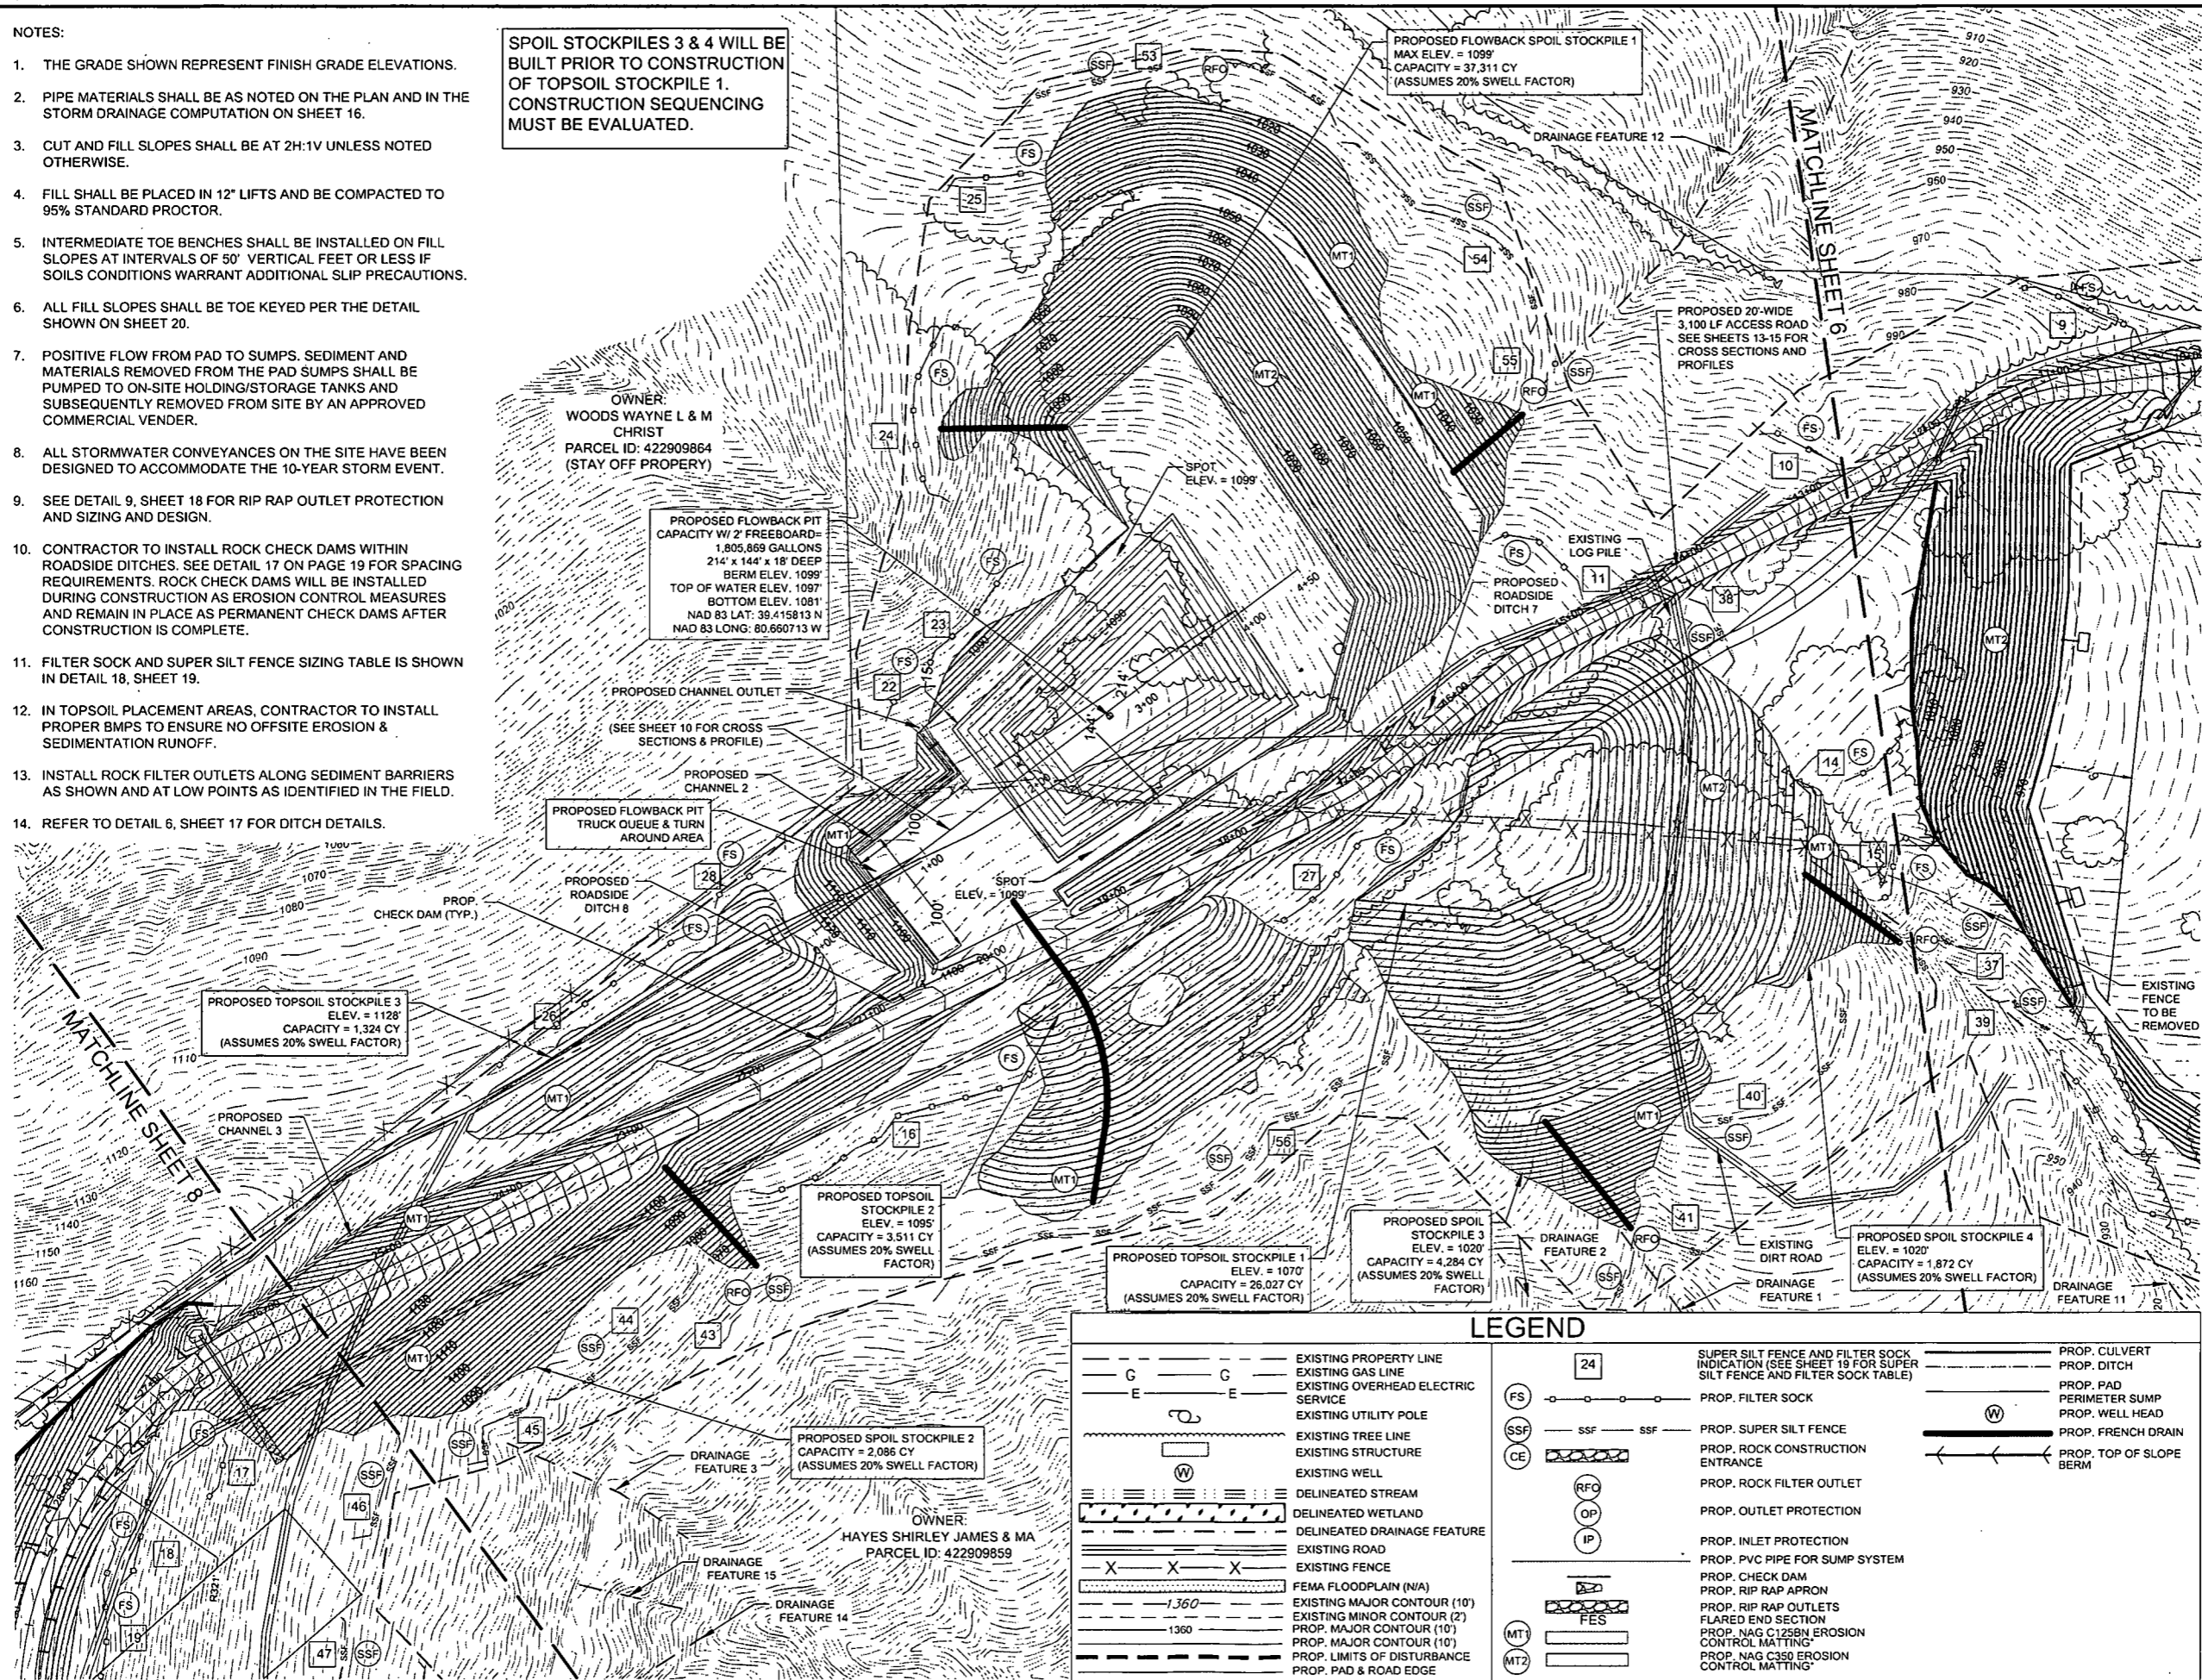 NOTES:
1. THE GRADE SHOWN REPRESENT FINISH GRADE ELEVATIONS.
2. PIPE MATERIALS SHALL BE AS NOTED ON THE PLAN AND IN THE
STORM DRAINAGE COMPUTATION ON SHEET 16.
3. CUT AND FILL SLOPES SHALL BE AT 2H:1V UNLESS NOTED
OTHERWISE.
4. FILL SHALL BE PLACED IN 12" LIFTS AND BE COMPACTED TO
95% STANDARD PROCTOR.
5. INTERMEDIATE TOE BENCHES SHALL BE INSTALLED ON FILL
SLOPES AT INTERVALS OF 50' VERTICAL FEET OR LESS IF
SOILS CONDITIONS WARRANT ADDITIONAL SLIP PRECAUTIONS.
6. ALL FILL SLOPES SHALL BE TOE KEYED PER THE DETAIL
SHOWN ON SHEET 20.
7. POSITIVE FLOW FROM PAD TO SUMPS. SEDIMENT AND
MATERIALS REMOVED FROM THE PAD SUMPS SHALL BE
PUMPED TO ON-SITE HOLDING/STORAGE TANKS AND
SUBSEQUENTLY REMOVED FROM SITE BY AN APPROVED
COMMERCIAL VENDER.
8. ALL STORMWATER CONVEYANCES ON THE SITE HAVE BEEN
DESIGNED TO ACCOMMODATE THE 10-YEAR STORM EVENT.
9. SEE DETAIL 9, SHEET 18 FOR RIP RAP OUTLET PROTECTION
AND SIZING AND DESIGN.
10. CONTRACTOR TO INSTALL ROCK CHECK DAMS WITHIN
ROADSIDE DITCHES. SEE DETAIL 17 ON PAGE 19 FOR SPACING
REQUIREMENTS. ROCK CHECK DAMS WILL BE INSTALLED
DURING CONSTRUCTION AS EROSION CONTROL MEASURES
AND REMAIN IN PLACE AS PERMANENT CHECK DAMS AFTER
CONSTRUCTION IS COMPLETE.
11. FILTER SOCK AND SUPER SILT FENCE SIZING TABLE IS SHOWN
IN DETAIL 18, SHEET 19.
12. IN TOPSOIL PLACEMENT AREAS, CONTRACTOR TO INSTALL
PROPER BMPS TO ENSURE NO OFFSITE EROSION &
SEDIMENTATION RUNOFF.
13. INSTALL ROCK FILTER OUTLETS ALONG SEDIMENT BARRIERS
AS SHOWN AND AT LOW POINTS AS IDENTIFIED IN THE FIELD.
14. REFER TO DETAIL 6, SHEET 17 FOR DITCH DETAILS.
SPOIL STOCKPILES 3 & 4 WILL BE
BUILT PRIOR TO CONSTRUCTION
OF TOPSOIL STOCKPILE 1.
CONSTRUCTION SEQUENCING
MUST BE EVALUATED.
PROPOSED FLOWBACK SPOIL STOCKPILE 1
MAX ELEV. = 1099'
CAPACITY = 37,311 CY
(ASSUMES 20% SWELL FACTOR)
DRAINAGE FEATURE 12
MATCHLINE SHEET 6
PROPOSED 20'-WIDE
3,100 LF ACCESS ROAD
SEE SHEETS 13-15 FOR
CROSS SECTIONS AND
PROFILES
OWNER:
WOODS WAYNE L & M
CHRIST
PARCEL ID: 422909864
(STAY OFF PROPERY)
SPOT
ELEV. = 1099'
PROPOSED FLOWBACK PIT
CAPACITY W/ 2' FREEBOARD=
1,805,869 GALLONS
214' x 144' x 18' DEEP
BERM ELEV. 1099'
TOP OF WATER ELEV. 1097'
BOTTOM ELEV. 1081'
NAD 83 LAT: 39.415813 N
NAD 83 LONG: 80.660713 W
EXISTING
LOG PILE
PROPOSED
ROADSIDE
DITCH 7
PROPOSED CHANNEL OUTLET
(SEE SHEET 10 FOR CROSS
SECTIONS & PROFILE)
PROPOSED
CHANNEL 2
PROPOSED FLOWBACK PIT
TRUCK QUEUE & TURN
AROUND AREA
PROPOSED
ROADSIDE
DITCH 8
PROP.
CHECK DAM (TYP.)
SPOT
ELEV. = 1099'
PROPOSED TOPSOIL STOCKPILE 3
ELEV. = 1128'
CAPACITY = 1,324 CY
(ASSUMES 20% SWELL FACTOR)
MATCHLINE SHEET 8
PROPOSED
CHANNEL 3
EXISTING
FENCE
TO BE
REMOVED
PROPOSED TOPSOIL
STOCKPILE 2
ELEV. = 1095'
CAPACITY = 3,511 CY
(ASSUMES 20% SWELL
FACTOR)
PROPOSED TOPSOIL STOCKPILE 1
ELEV. = 1070'
CAPACITY = 26,027 CY
(ASSUMES 20% SWELL FACTOR)
PROPOSED SPOIL
STOCKPILE 3
ELEV. = 1020'
CAPACITY = 4,284 CY
(ASSUMES 20% SWELL
FACTOR)
DRAINAGE
FEATURE 2
EXISTING
DIRT ROAD
DRAINAGE
FEATURE 1
PROPOSED SPOIL STOCKPILE 4
ELEV. = 1020'
CAPACITY = 1,872 CY
(ASSUMES 20% SWELL FACTOR)
DRAINAGE
FEATURE 11
PROPOSED SPOIL STOCKPILE 2
CAPACITY = 2,086 CY
(ASSUMES 20% SWELL FACTOR)
DRAINAGE
FEATURE 3
OWNER:
HAYES SHIRLEY JAMES & MA
PARCEL ID: 422909859
DRAINAGE
FEATURE 15
DRAINAGE
FEATURE 14
LEGEND
EXISTING PROPERTY LINE
G G EXISTING GAS LINE
E E EXISTING OVERHEAD ELECTRIC
SERVICE
EXISTING UTILITY POLE
EXISTING TREE LINE
EXISTING STRUCTURE
W EXISTING WELL
DELINEATED STREAM
DELINEATED WETLAND
DELINEATED DRAINAGE FEATURE
EXISTING ROAD
X X X EXISTING FENCE
FEMA FLOODPLAIN (N/A)
1360 EXISTING MAJOR CONTOUR (10')
EXISTING MINOR CONTOUR (2')
1360 PROP. MAJOR CONTOUR (10')
PROP. MAJOR CONTOUR (10')
PROP. LIMITS OF DISTURBANCE
PROP. PAD & ROAD EDGE
24 SUPER SILT FENCE AND FILTER SOCK
INDICATION (SEE SHEET 19 FOR SUPER
SILT FENCE AND FILTER SOCK TABLE)
FS PROP. FILTER SOCK
SSF SSF SSF PROP. SUPER SILT FENCE
CE PROP. ROCK CONSTRUCTION
ENTRANCE
RFO PROP. ROCK FILTER OUTLET
OP PROP. OUTLET PROTECTION
IP PROP. INLET PROTECTION
PROP. PVC PIPE FOR SUMP SYSTEM
PROP. CHECK DAM
PROP. RIP RAP APRON
PROP. RIP RAP OUTLETS
FES FLARED END SECTION
MT1 PROP. NAG C125BN EROSION
CONTROL MATTING*
MT2 PROP. NAG C350 EROSION
CONTROL MATTING*
PROP. CULVERT
PROP. DITCH
PROP. PAD
PERIMETER SUMP
W PROP. WELL HEAD
PROP. FRENCH DRAIN
PROP. TOP OF SLOPE
BERM